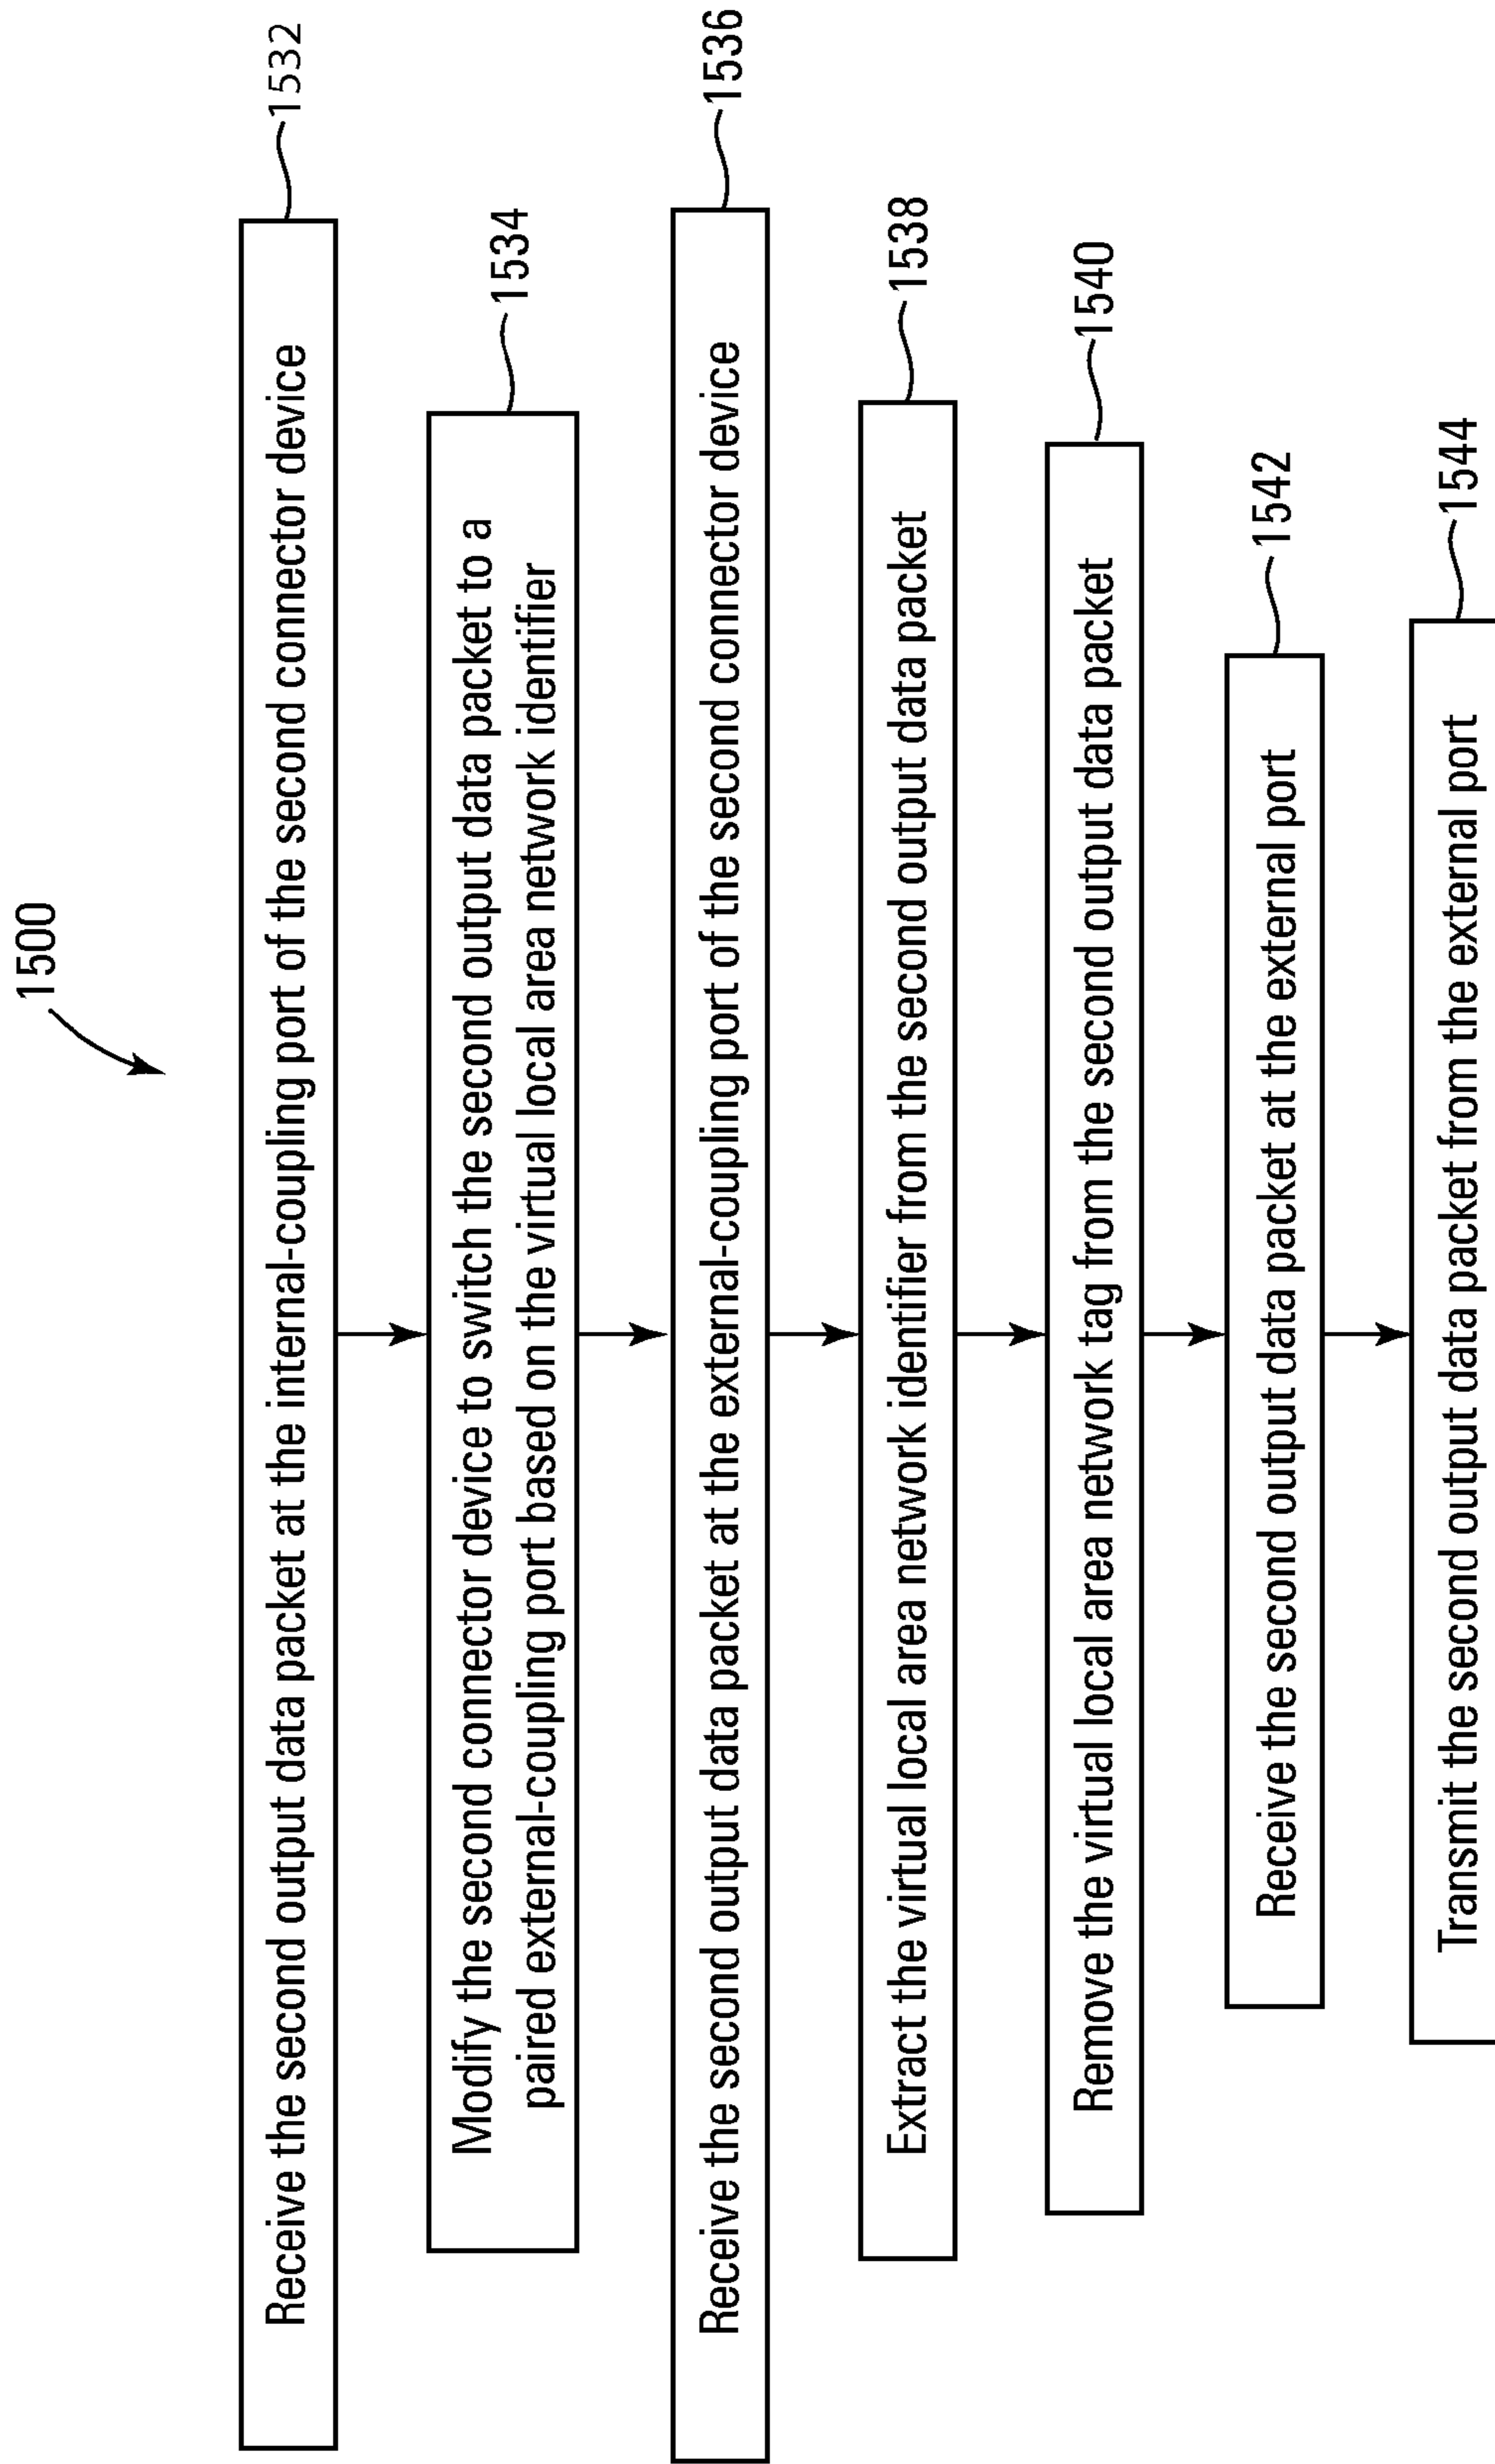 1500
Receive the second output data packet at the internal-coupling port of the second connector device
1532
Modify the second connector device to switch the second output data packet to a
paired external-coupling port based on the virtual local area network identifier
1534
Receive the second output data packet at the external-coupling port of the second connector device
1536
Extract the virtual local area network identifier from the second output data packet
1538
Remove the virtual local area network tag from the second output data packet
1540
Receive the second output data packet at the external port
1542
Transmit the second output data packet from the external port
1544